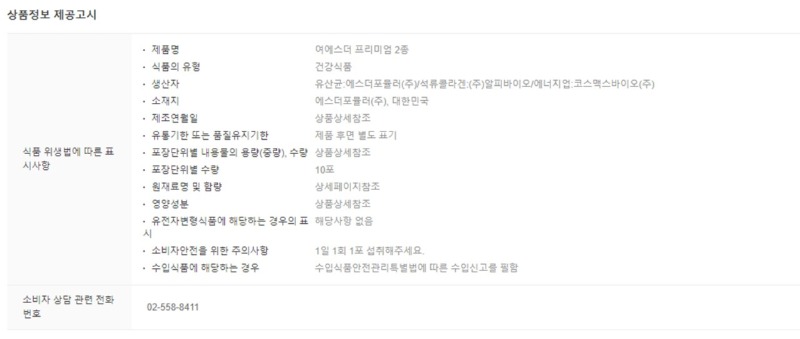 상품정보 제공고시
· 제품명 여에스더 프리미엄 2종
· 식품의 유형 건강식품
· 생산자 유산균:에스더포뮬러(주)/석류콜라겐:(주)알피바이오/에너지업:코스맥스바이오(주)
· 소재지 에스더포뮬러(주), 대한민국
· 제조연월일 상품상세참조
· 유통기한 또는 품질유지기한 제품 후면 별도 표기
식품 위생법에 따른 표
시사항
· 포장단위별 내용물의 용량(중량), 수량 상품상세참조
· 포장단위별 수량 10포
· 원재료명 및 함량 상세페이지참조
· 영양성분 상품상세참조
· 유전자변형식품에 해당하는 경우의 표 해당사항 없음
시
· 소비자안전을 위한 주의사항 1일 1회 1포 섭취해주세요.
· 수입식품에 해당하는 경우 수입식품안전관리특별법에 따른 수입신고를 필함
소비자 상담 관련 전화
번호
02-558-8411